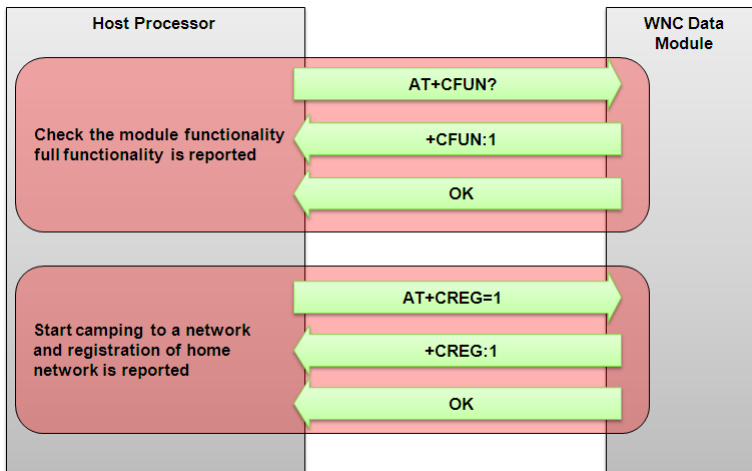 Host Processor
WNC Data
Module
AT+CFUN?
Check the module functionality
full functionality is reported
+CFUN:1
OK
AT+CREG=1
Start camping to a network
and registration of home
network is reported
+CREG:1
OK